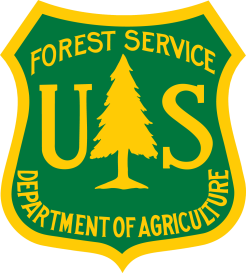 FOREST SERVICE
U S
DEPARTMENT OF AGRICULTURE